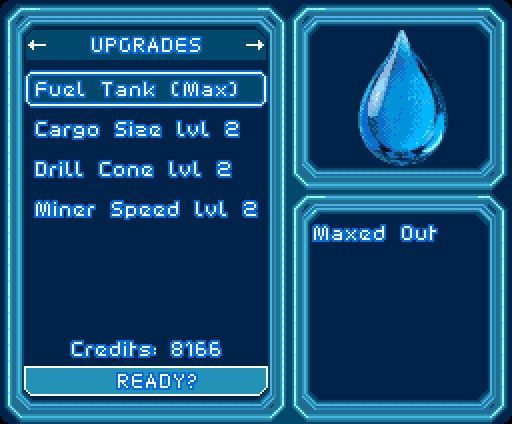 ← UPGRADES →
Fuel Tank (Max)
Cargo Size lvl 2
Drill Cone lvl 2
Miner Speed lvl 2
Credits: 8166
READY?
Maxed Out